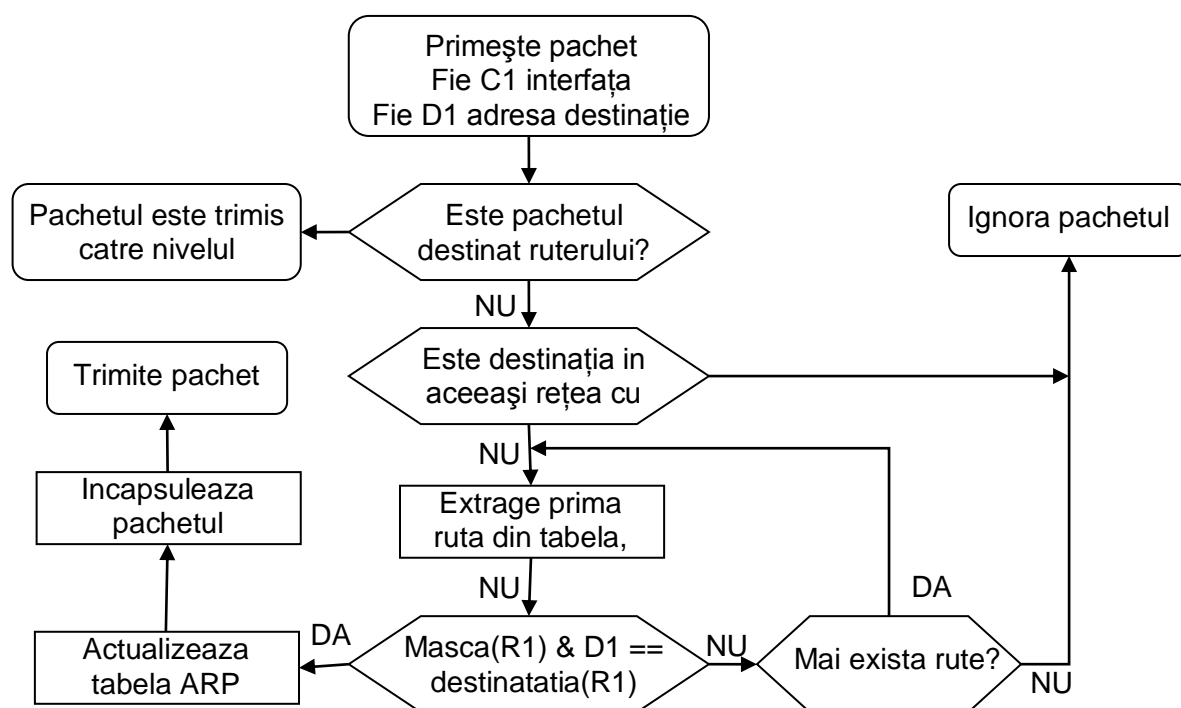 Primeşte pachet
Fie C1 interfața
Fie D1 adresa destinație
Pachetul este trimis
catre nivelul
Este pachetul
destinat ruterului?
Ignora pachetul
NU
Trimite pachet
Este destinația in
aceeaşi rețea cu
NU
Incapsuleaza
pachetul
Extrage prima
ruta din tabela,
NU
DA
Actualizeaza
tabela ARP
DA
Masca(R1) & D1 ==
destinatatia(R1)
NU
Mai exista rute?
NU